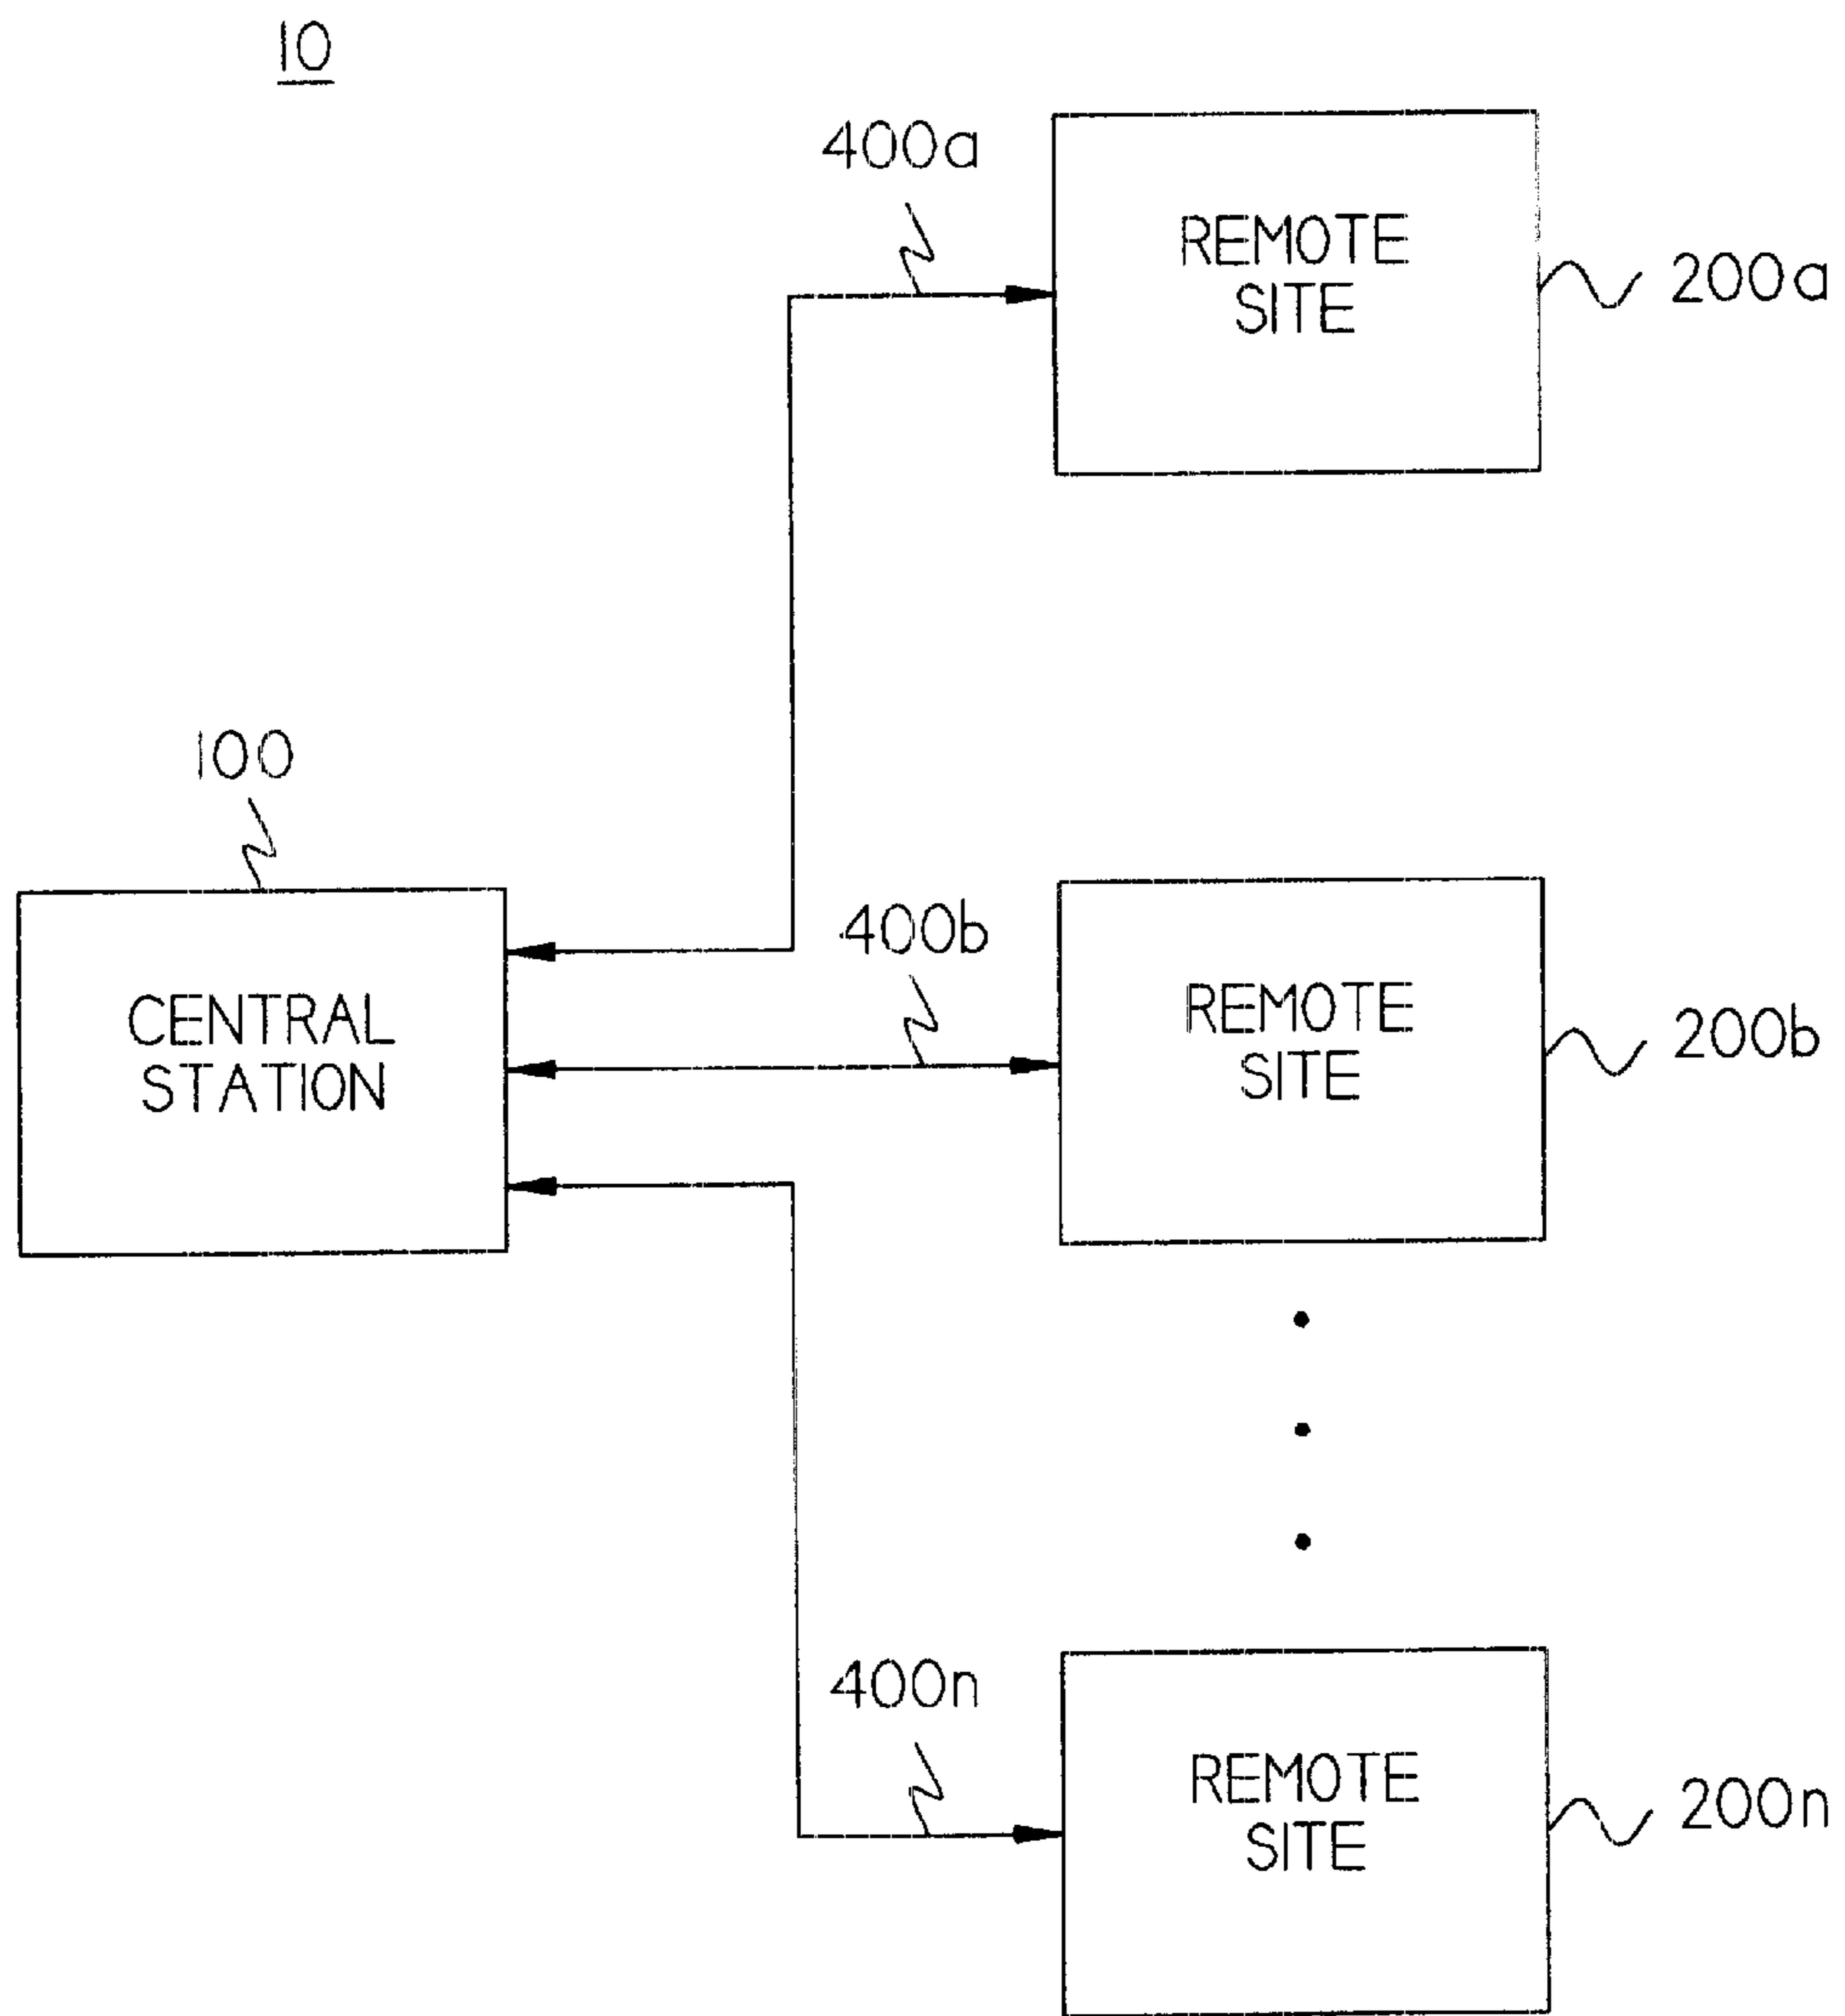 10
400a
REMOTE
SITE
200a
100
CENTRAL
STATION
400b
REMOTE
SITE
200b
400n
REMOTE
SITE
200n